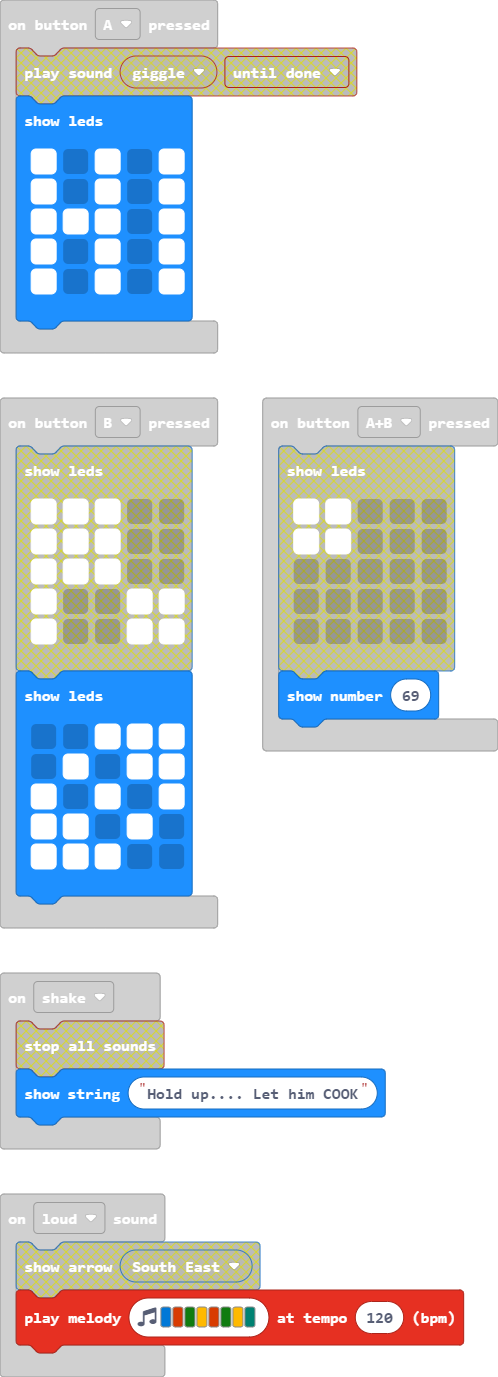 on button A pressed
play sound giggle until done
show leds
on button B pressed
show leds
show leds
on button A+B pressed
show leds
show number 69
on shake
stop all sounds
show string "Hold up.... Let him COOK"
on loud sound
show arrow South East
play melody at tempo 120 (bpm)